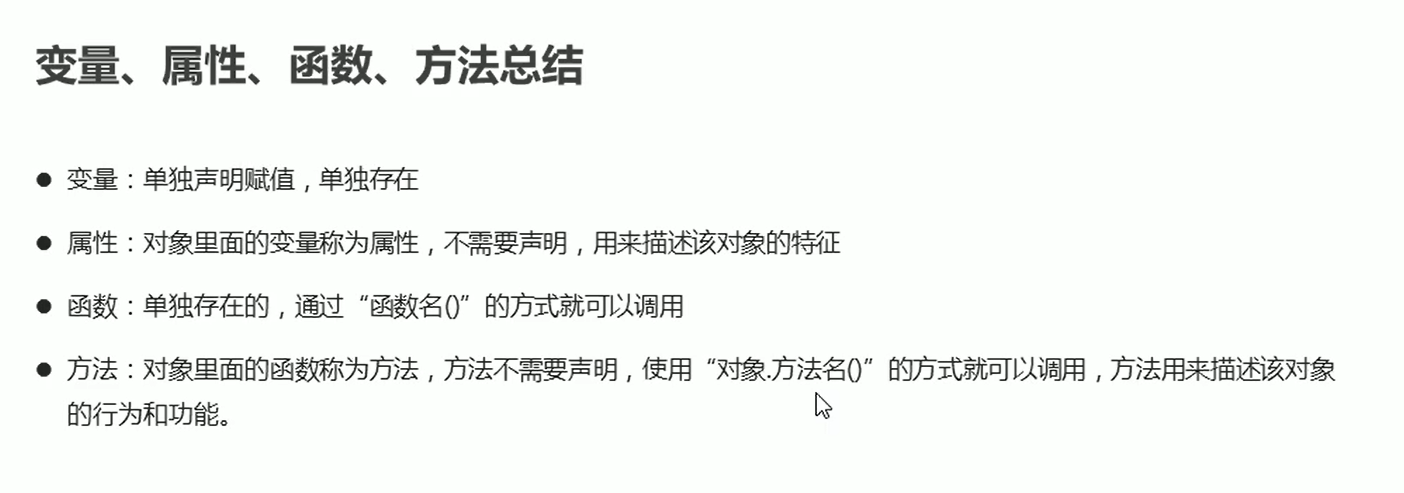 变量、属性、函数、方法总结
● 变量：单独声明赋值，单独存在
● 属性：对象里面的变量称为属性，不需要声明，用来描述该对象的特征
● 函数：单独存在的，通过“函数名()”的方式就可以调用
● 方法：对象里面的函数称为方法，方法不需要声明，使用“对象.方法名()”的方式就可以调用，方法用来描述该对象
的行为和功能。